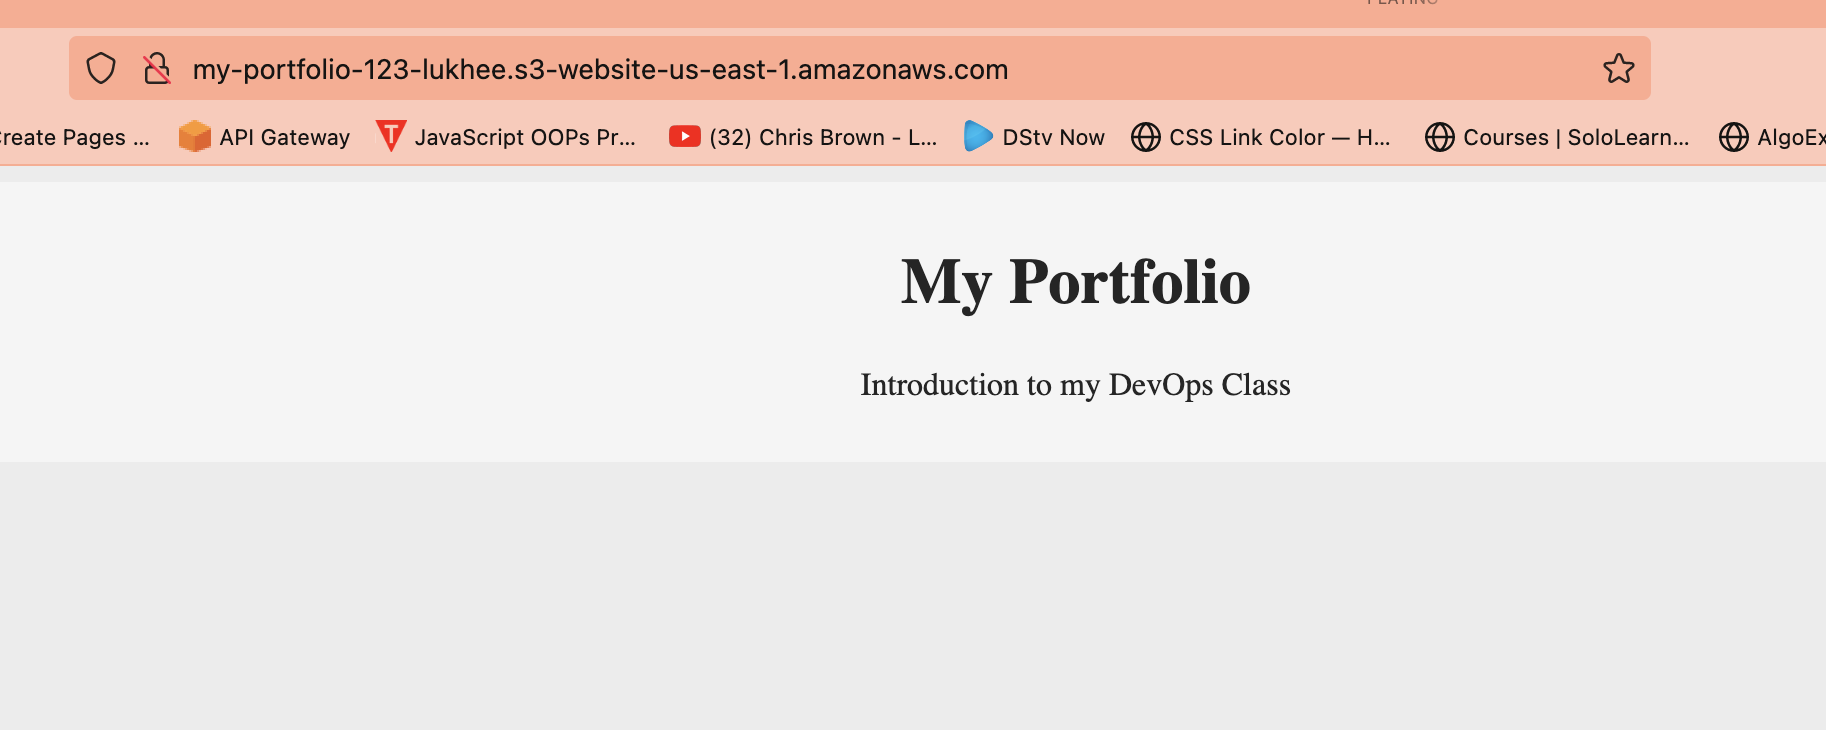 my-portfolio-123-lukhee.s3-website-us-east-1.amazonaws.com
reate Pages ... API Gateway JavaScript OOPs Pr... (32) Chris Brown - L... DStv Now CSS Link Color — H... Courses | SoloLearn... AlgoEx
My Portfolio
Introduction to my DevOps Class